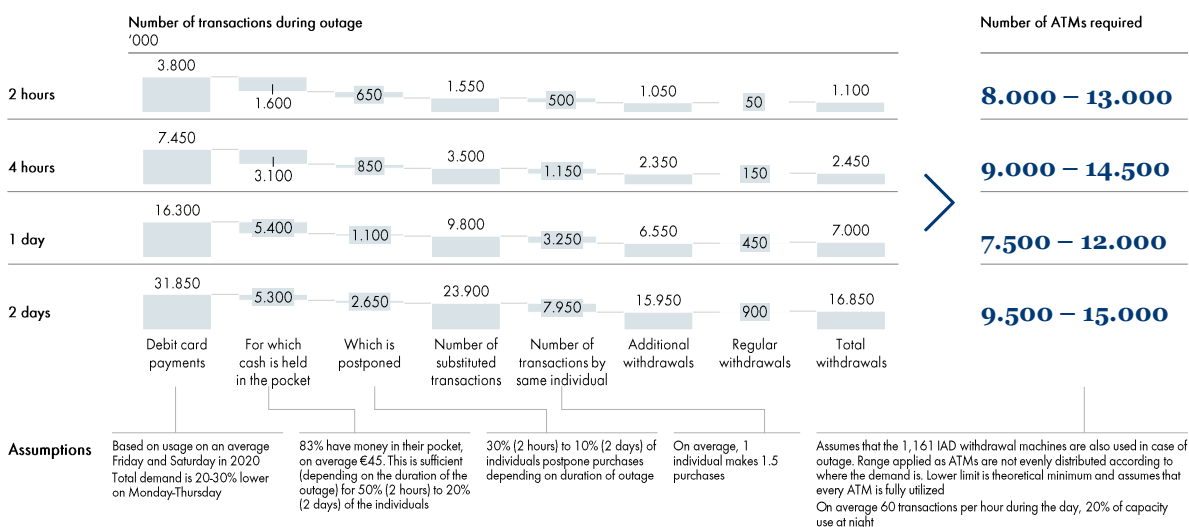 Number of transactions during outage
‘000
Number of ATMs required
2 hours
3.800
1.600
650
1.550
500
1.050
50
1.100
8.000 – 13.000
4 hours
7.450
3.100
850
3.500
1.150
2.350
150
2.450
9.000 – 14.500
1 day
16.300
5.400
1.100
9.800
3.250
6.550
450
7.000
7.500 – 12.000
2 days
31.850
5.300
2.650
23.900
7.950
15.950
900
16.850
9.500 – 15.000
Debit card
payments
For which
cash is held
in the pocket
Which is
postponed
Number of
substituted
transactions
Number of
transactions by
same individual
Additional
withdrawals
Regular
withdrawals
Total
withdrawals
Assumptions
Based on usage on an average
Friday and Saturday in 2020
Total demand is 20-30% lower
on Monday-Thursday
83% have money in their pocket,
on average €45. This is sufficient
(depending on the duration of the
outage) for 50% (2 hours) to 20%
(2 days) of the individuals
30% (2 hours) to 10% (2 days) of
individuals postpone purchases
depending on duration of outage
On average, 1
individual makes 1.5
purchases
Assumes that the 1,161 IAD withdrawal machines are also used in case of
outage. Range applied as ATMs are not evenly distributed according to
where the demand is. Lower limit is theoretical minimum and assumes that
every ATM is fully utilized
On average 60 transactions per hour during the day, 20% of capacity
use at night